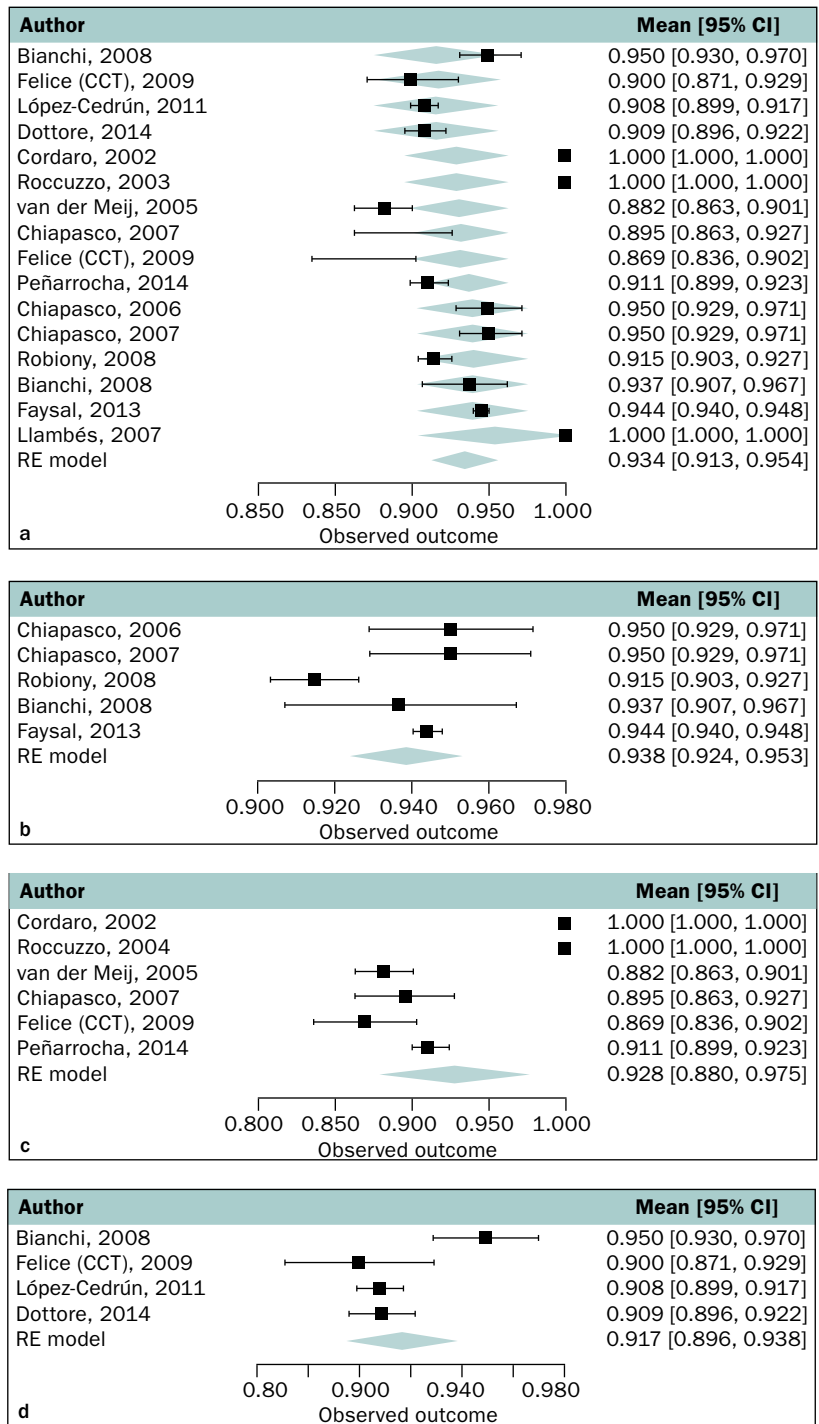 Author Mean [95% CI]
Bianchi, 2008 0.950 [0.930, 0.970]
Felice (CCT), 2009 0.900 [0.871, 0.929]
López-Cedrún, 2011 0.908 [0.899, 0.917]
Dottore, 2014 0.909 [0.896, 0.922]
Cordaro, 2002 1.000 [1.000, 1.000]
Roccuzzo, 2003 1.000 [1.000, 1.000]
van der Meij, 2005 0.882 [0.863, 0.901]
Chiapasco, 2007 0.895 [0.863, 0.927]
Felice (CCT), 2009 0.869 [0.836, 0.902]
Peñarrocha, 2014 0.911 [0.899, 0.923]
Chiapasco, 2006 0.950 [0.929, 0.971]
Chiapasco, 2007 0.950 [0.929, 0.971]
Robiony, 2008 0.915 [0.903, 0.927]
Bianchi, 2008 0.937 [0.907, 0.967]
Faysal, 2013 0.944 [0.940, 0.948]
Llambés, 2007 1.000 [1.000, 1.000]
RE model 0.934 [0.913, 0.954]
0.850 0.850 0.900 0.950 1.000
Observed outcome
a
Author Mean [95% CI]
Chiapasco, 2006 0.950 [0.929, 0.971]
Chiapasco, 2007 0.950 [0.929, 0.971]
Robiony, 2008 0.915 [0.903, 0.927]
Bianchi, 2008 0.937 [0.907, 0.967]
Faysal, 2013 0.944 [0.940, 0.948]
RE model 0.938 [0.924, 0.953]
0.900 0.920 0.940 0.960 0.980
Observed outcome
b
Author Mean [95% CI]
Cordaro, 2002 1.000 [1.000, 1.000]
Roccuzzo, 2004 1.000 [1.000, 1.000]
van der Meij, 2005 0.882 [0.863, 0.901]
Chiapasco, 2007 0.895 [0.863, 0.927]
Felice (CCT), 2009 0.869 [0.836, 0.902]
Peñarrocha, 2014 0.911 [0.899, 0.923]
RE model 0.928 [0.880, 0.975]
0.800 0.850 0.900 0.950 1.000
Observed outcome
c
Author Mean [95% CI]
Bianchi, 2008 0.950 [0.930, 0.970]
Felice (CCT), 2009 0.900 [0.871, 0.929]
López-Cedrún, 2011 0.908 [0.899, 0.917]
Dottore, 2014 0.909 [0.896, 0.922]
RE model 0.917 [0.896, 0.938]
0.80 0.900 0.940 0.980
Observed outcome
d